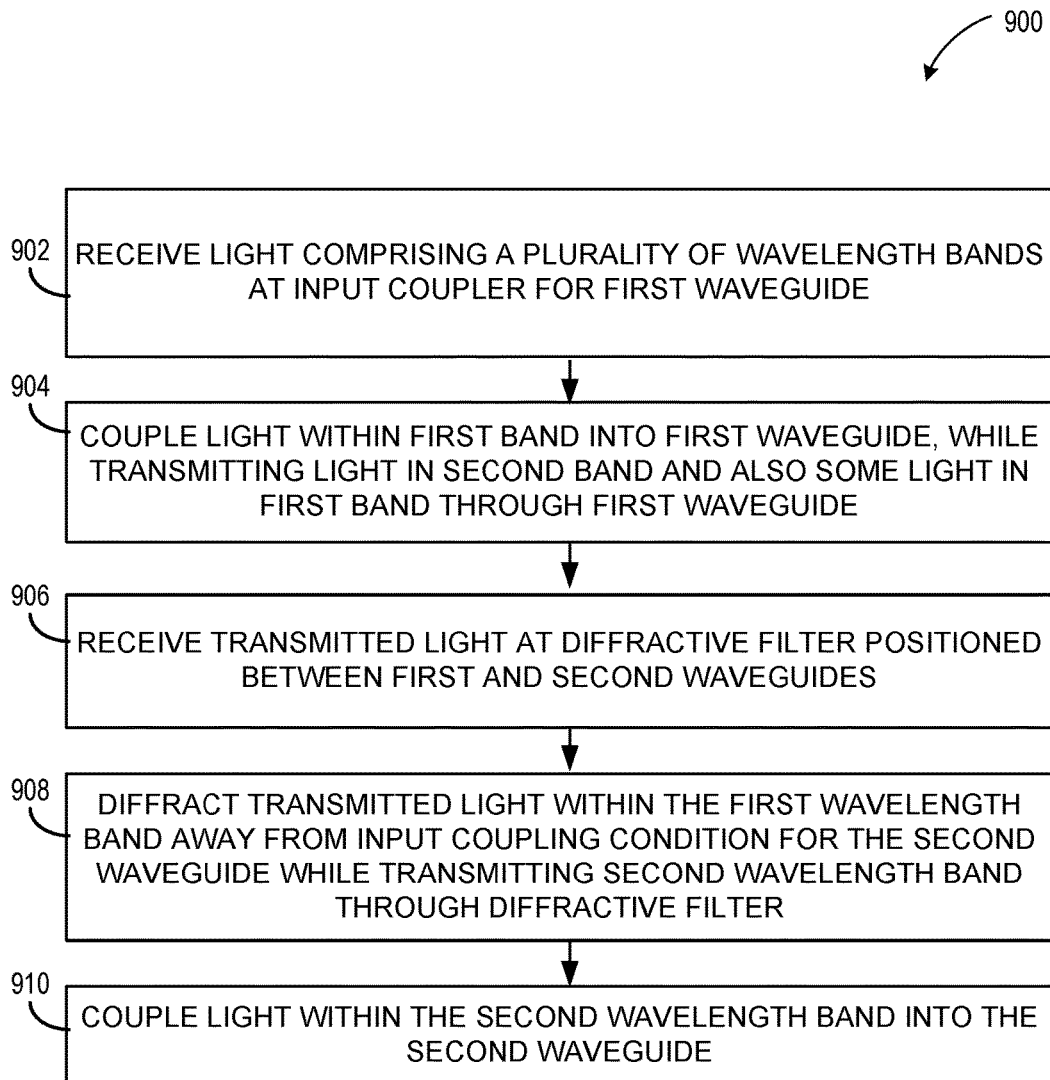 900
902
RECEIVE LIGHT COMPRISING A PLURALITY OF WAVELENGTH BANDS
AT INPUT COUPLER FOR FIRST WAVEGUIDE
904
COUPLE LIGHT WITHIN FIRST BAND INTO FIRST WAVEGUIDE, WHILE
TRANSMITTING LIGHT IN SECOND BAND AND ALSO SOME LIGHT IN
FIRST BAND THROUGH FIRST WAVEGUIDE
906
RECEIVE TRANSMITTED LIGHT AT DIFFRACTIVE FILTER POSITIONED
BETWEEN FIRST AND SECOND WAVEGUIDES
908
DIFFRACT TRANSMITTED LIGHT WITHIN THE FIRST WAVELENGTH
BAND AWAY FROM INPUT COUPLING CONDITION FOR THE SECOND
WAVEGUIDE WHILE TRANSMITTING SECOND WAVELENGTH BAND
THROUGH DIFFRACTIVE FILTER
910
COUPLE LIGHT WITHIN THE SECOND WAVELENGTH BAND INTO THE
SECOND WAVEGUIDE